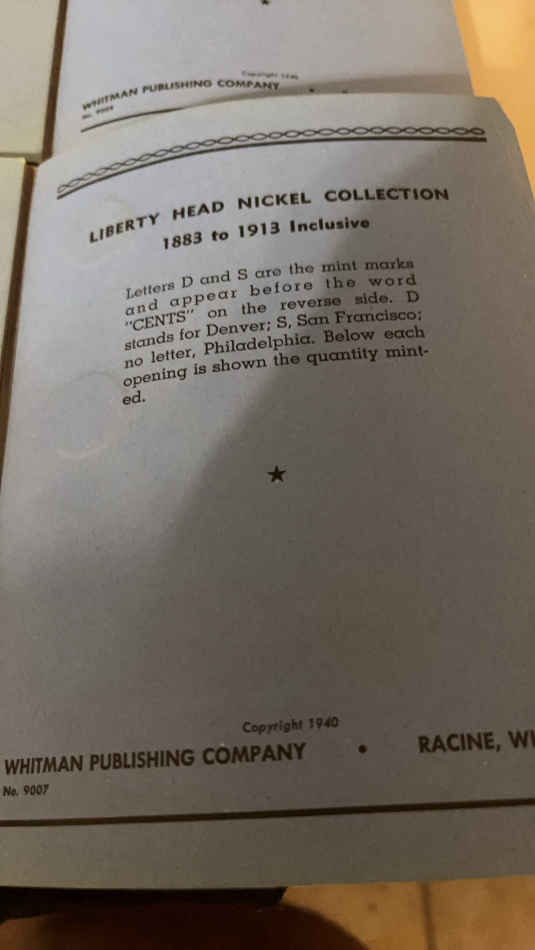 Copyright 1940
WHITMAN PUBLISHING COMPANY
LIBERTY HEAD NICKEL COLLECTION
1883 to 1913 Inclusive
Letters D and S are the mint marks
and appear before the word
"CENTS" on the reverse side. D
stands for Denver; S, San Francisco;
no letter, Philadelphia. Below each
opening is shown the quantity mint-
ed.
Copyright 1940
WHITMAN PUBLISHING COMPANY • RACINE, WI
No. 9007